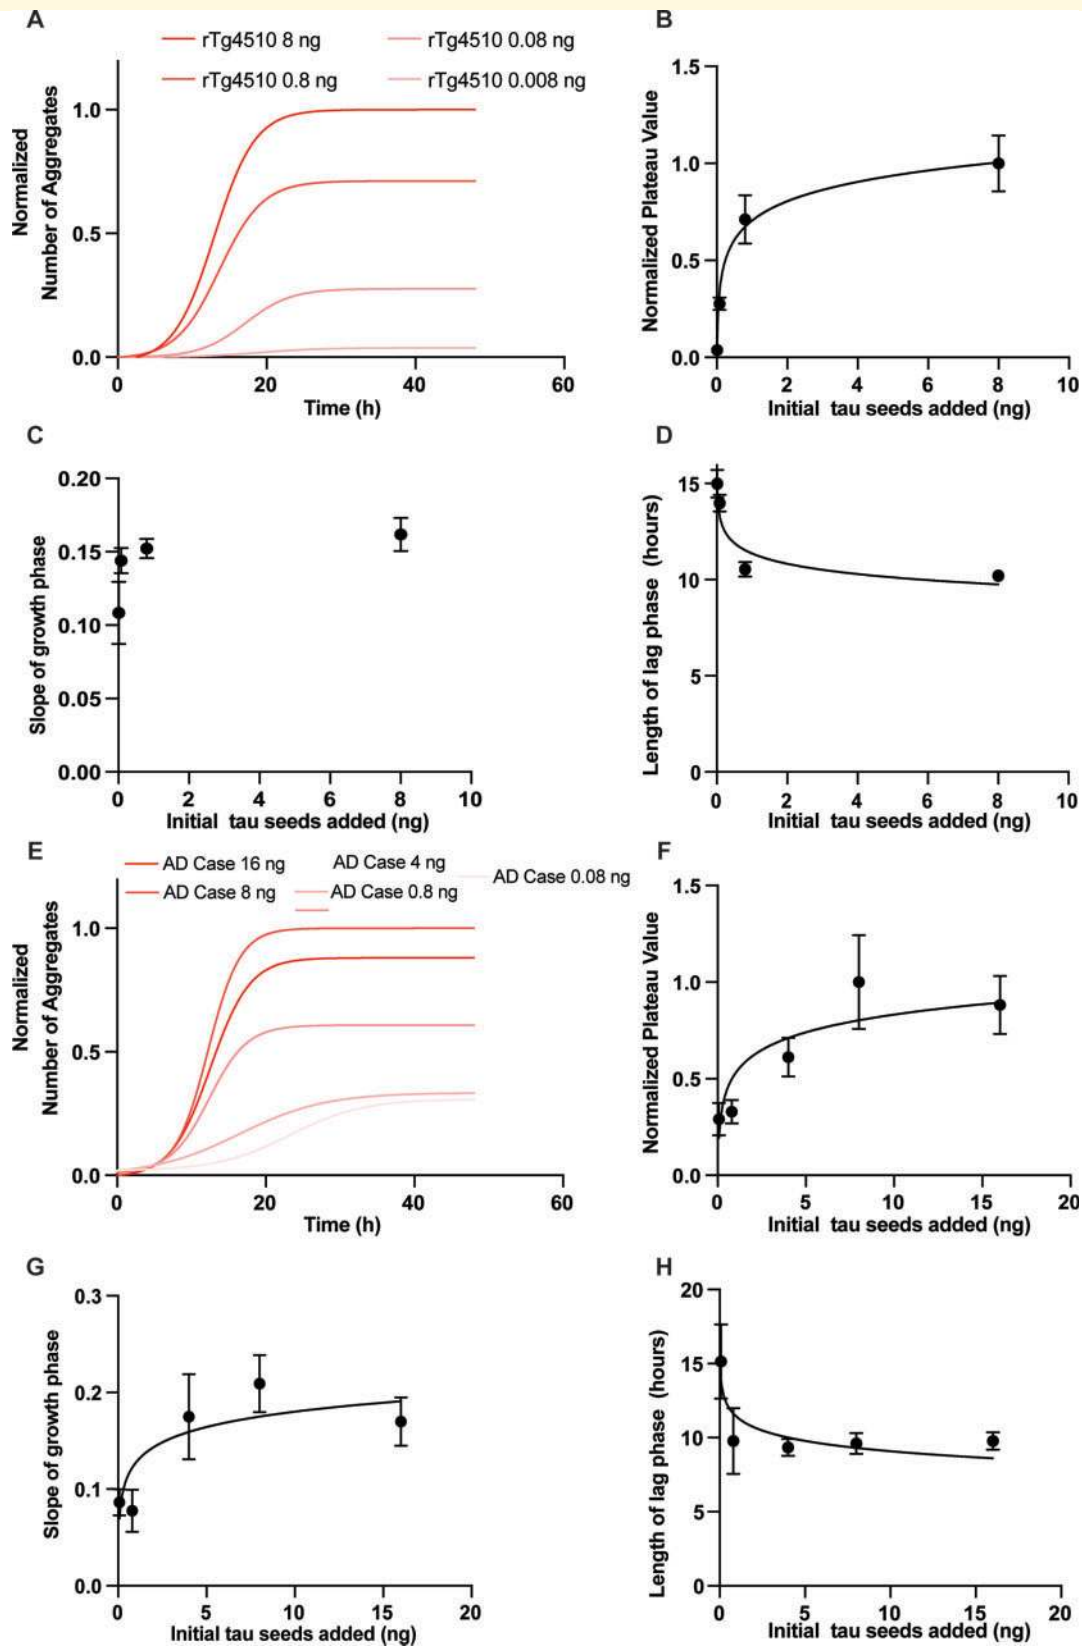 A
rTg4510 8 ng
rTg4510 0.08 ng
rTg4510 0.8 ng
rTg4510 0.008 ng
Normalized
Number of Aggregates
1.0
0.5
0.0
0 20 40 60
Time (h)
B
Normalized Plateau Value
1.5
1.0
0.5
0.0
0 2 4 6 8 10
Initial tau seeds added (ng)
C
Slope of growth phase
0.20
0.15
0.10
0.05
0.00
0 2 4 6 8 10
Initial tau seeds added (ng)
D
Length of lag phase (hours)
15
10
5
0
0 2 4 6 8 10
Initial tau seeds added (ng)
E
AD Case 16 ng
AD Case 4 ng
AD Case 0.08 ng
AD Case 8 ng
AD Case 0.8 ng
Normalized
Number of Aggregates
1.0
0.5
0.0
0 20 40 60
Time (h)
F
Normalized Plateau Value
1.5
1.0
0.5
0.0
0 5 10 15 20
Initial tau seeds added (ng)
G
Slope of growth phase
0.3
0.2
0.1
0.0
0 5 10 15 20
Initial tau seeds added (ng)
H
Length of lag phase (hours)
20
15
10
5
0
0 5 10 15 20
Initial tau seeds added (ng)